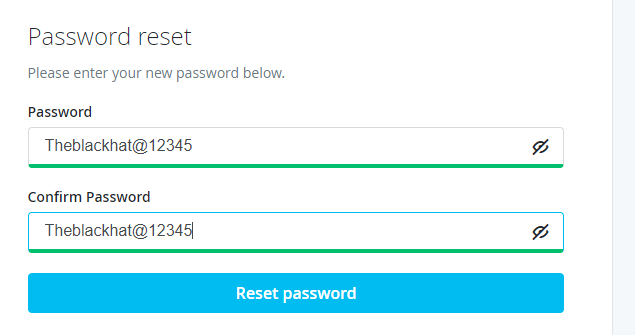 Password reset
Please enter your new password below.
Password
Theblackhat@12345
Confirm Password
Theblackhat@12345
Reset password